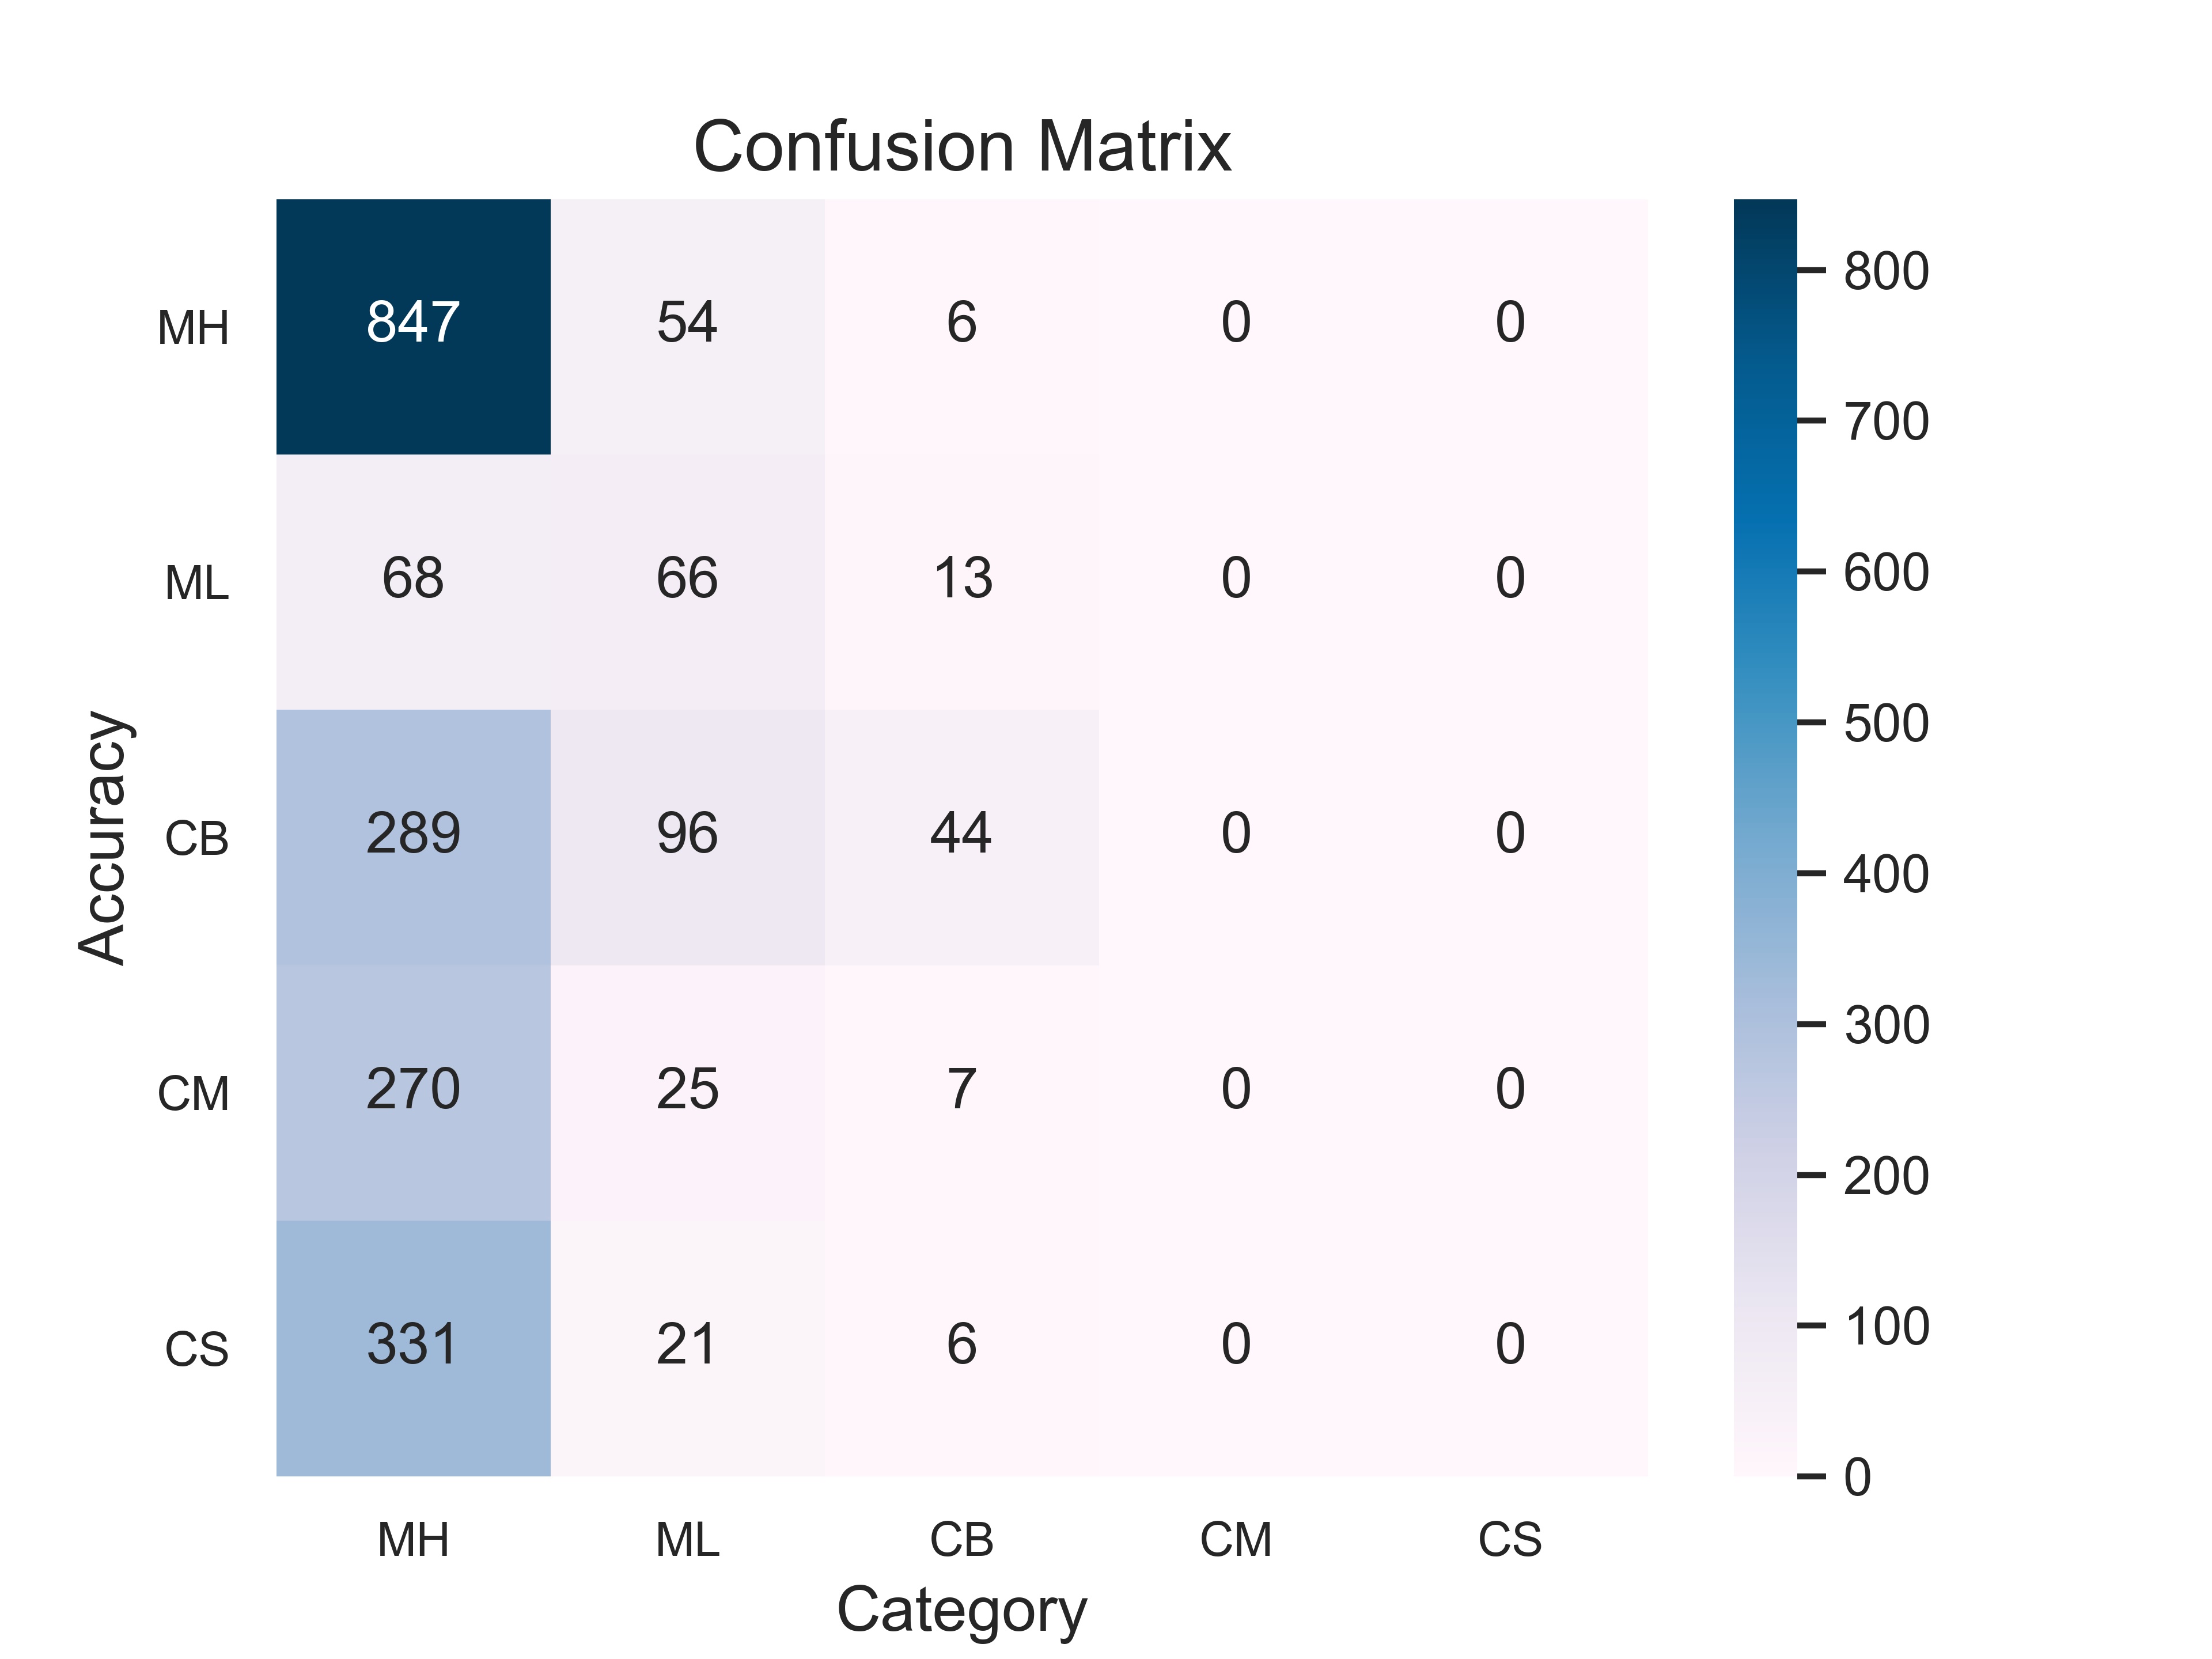 Confusion Matrix
MH 847 54 6 0 0
ML 68 66 13 0 0
CB 289 96 44 0 0
CM 270 25 7 0 0
CS 331 21 6 0 0
MH ML CB CM CS
Category
Accuracy
800
700
600
500
400
300
200
100
0